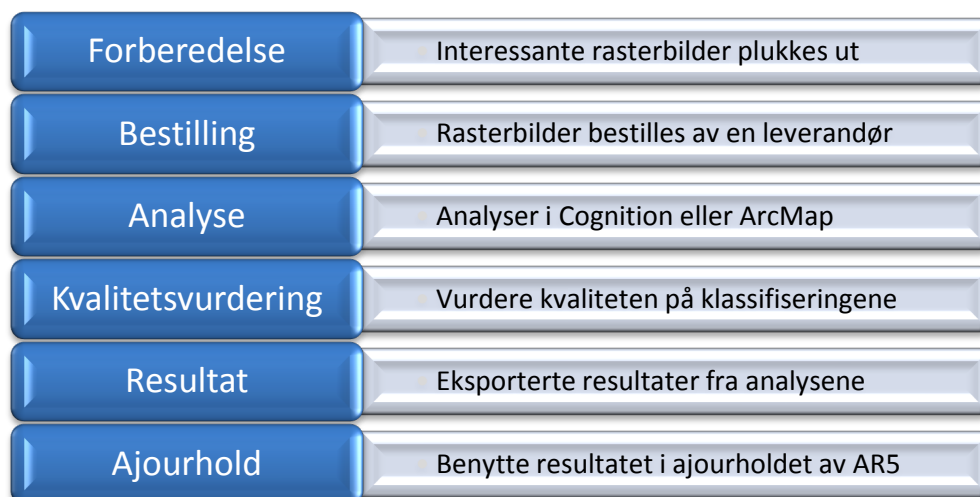 Forberedelse
Interessante rasterbilder plukkes ut
Bestilling
Rasterbilder bestilles av en leverandør
Analyse
Analyser i Cognition eller ArcMap
Kvalitetsvurdering
Vurdere kvaliteten på klassifiseringene
Resultat
Eksporterte resultater fra analysene
Ajourhold
Benytte resultatet i ajourholdet av AR5